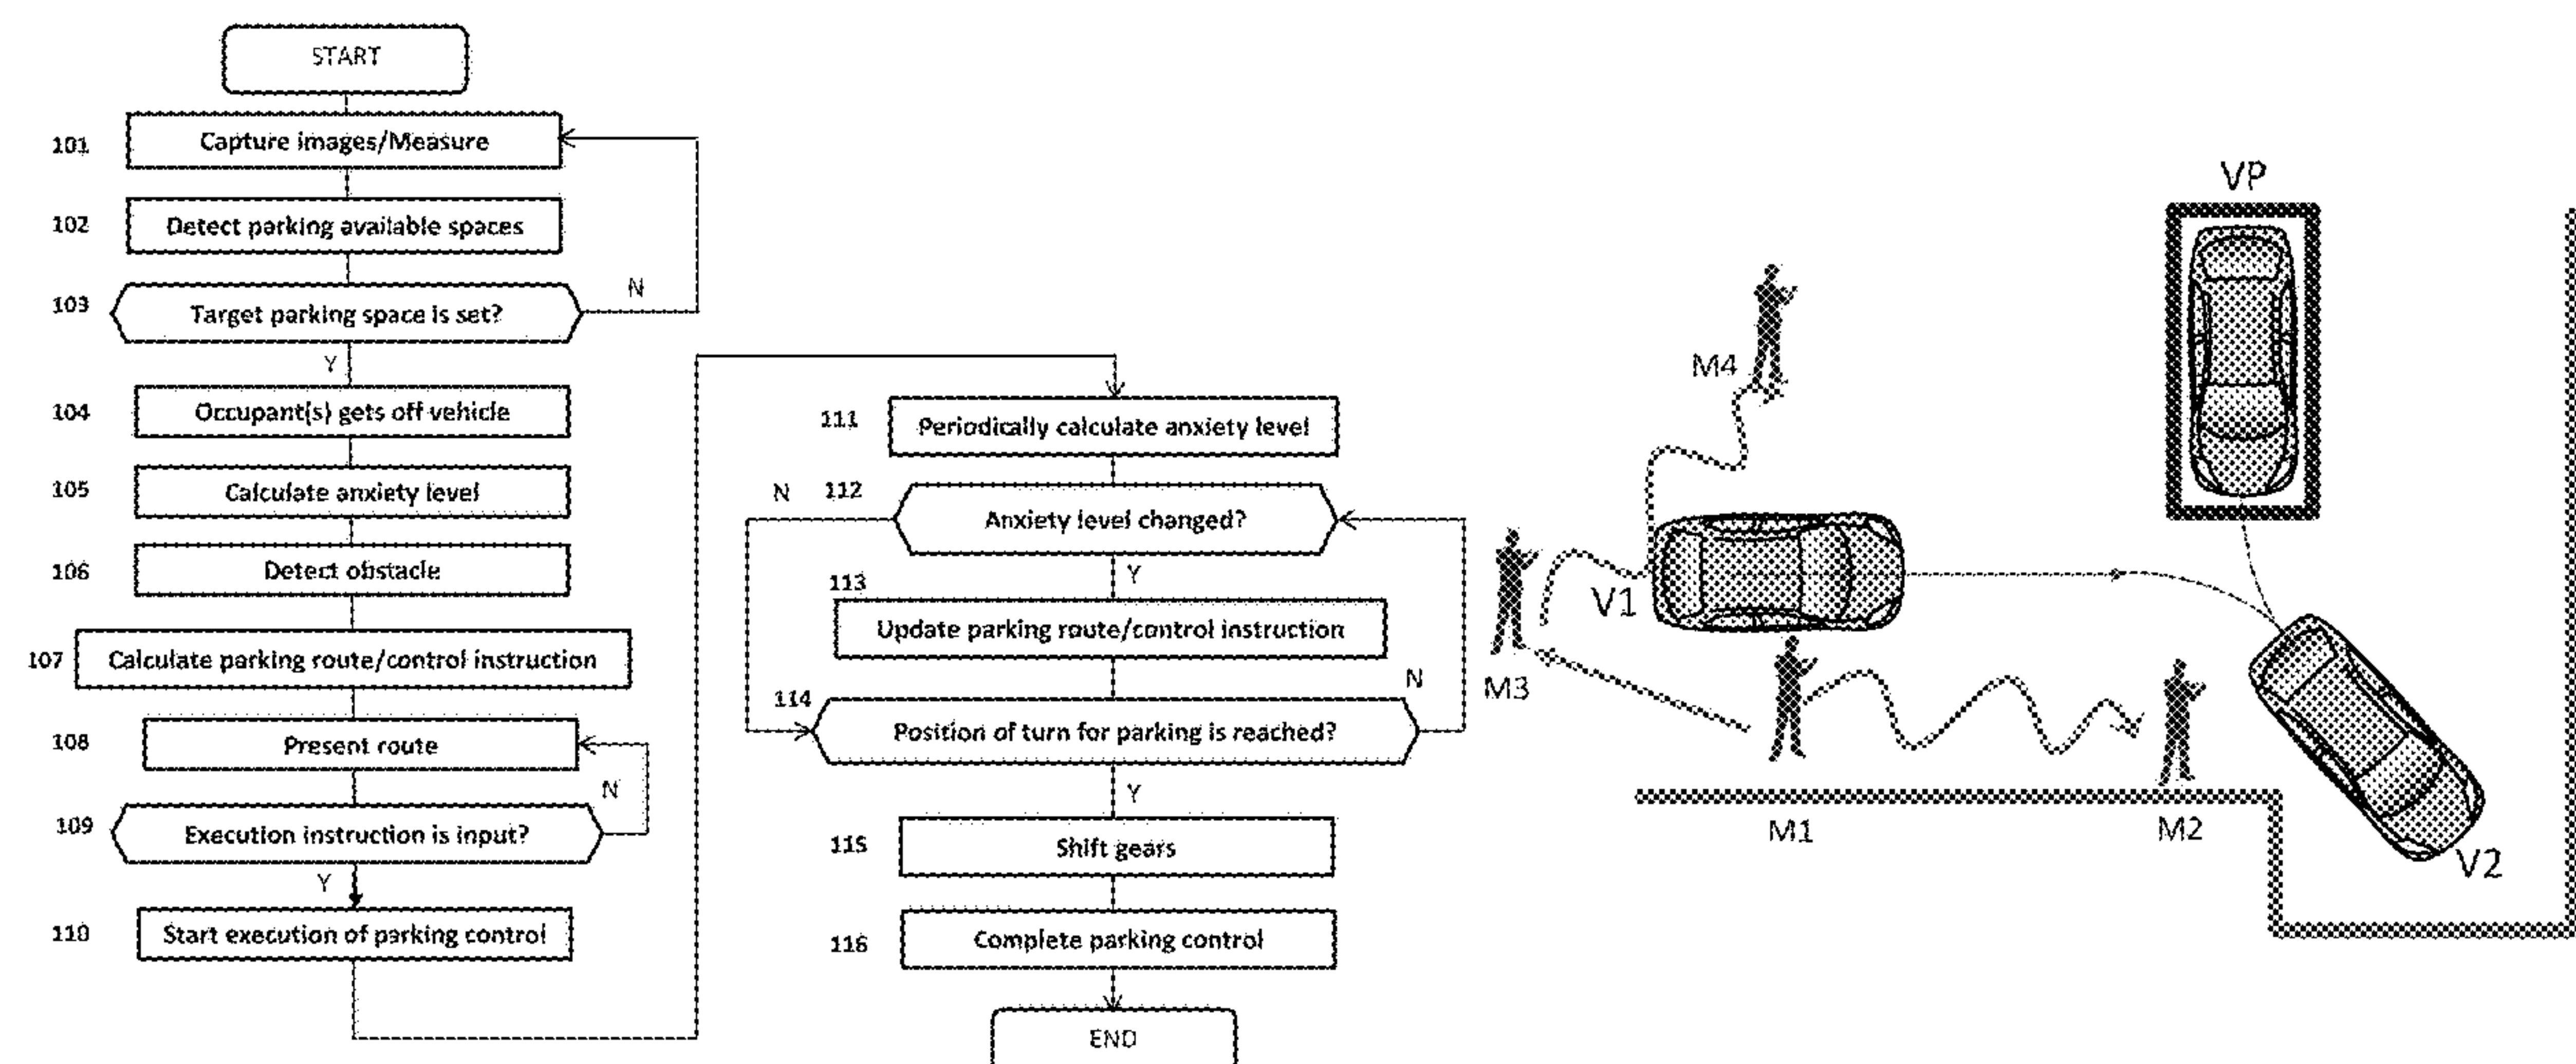 START
101 Capture images/Measure
102 Detect parking available spaces
103 Target parking space is set?
N
Y
104 Occupant(s) gets off vehicle
105 Calculate anxiety level
106 Detect obstacle
107 Calculate parking route/control instruction
108 Present route
N
109 Execution instruction is input?
Y
110 Start execution of parking control
111 Periodically calculate anxiety level
N 112 Anxiety level changed?
Y
113
Update parking route/control instruction
N
114
Position of turn for parking is reached?
Y
115 Shift gears
116 Complete parking control
END
VP
M4
V1
M3
M1
M2
V2